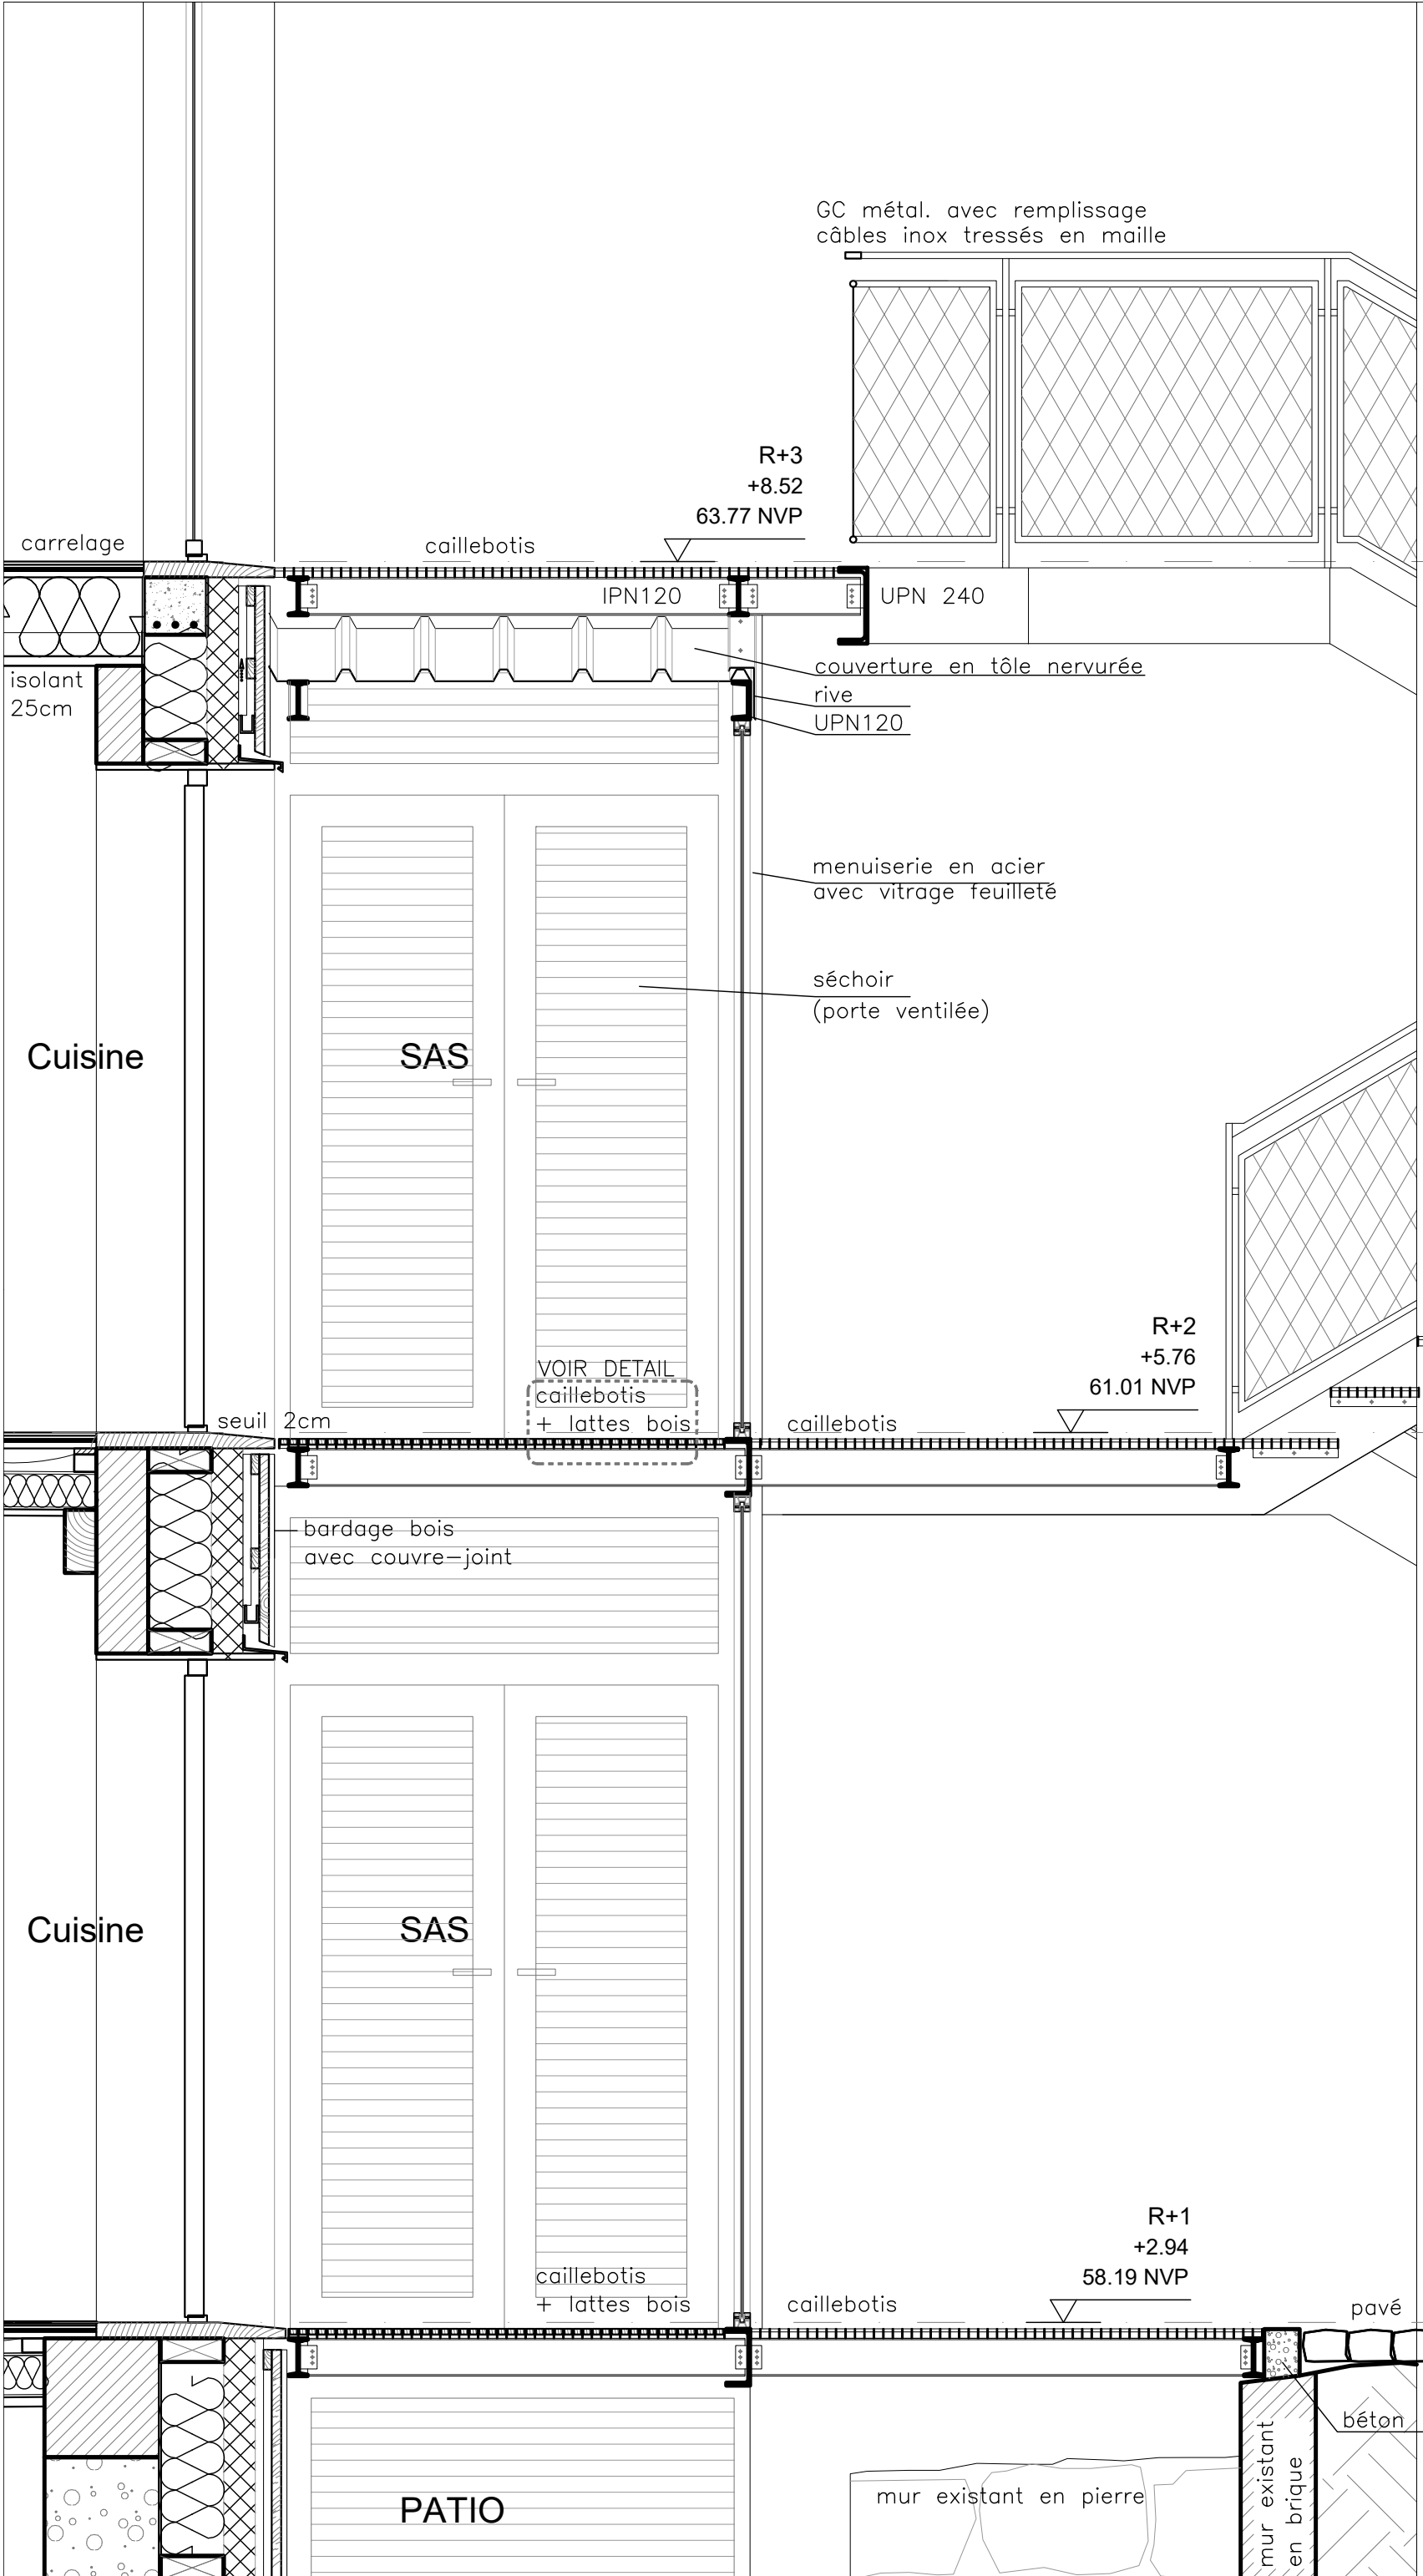 GC métal. avec remplissage
câbles inox tressés en maille
R+3
+8.52
63.77 NVP
carrelage
caillebotis
IPN120
UPN 240
couverture en tôle nervurée
isolant
25cm
rive
UPN120
menuiserie en acier
avec vitrage feuilleté
séchoir
(porte ventilée)
Cuisine
SAS
R+2
+5.76
61.01 NVP
VOIR DETAIL
caillebotis
+ lattes bois
seuil 2cm
caillebotis
bardage bois
avec couvre-joint
Cuisine
SAS
R+1
+2.94
58.19 NVP
caillebotis
+ lattes bois
caillebotis
pavé
béton
mur existant
en brique
mur existant en pierre
PATIO